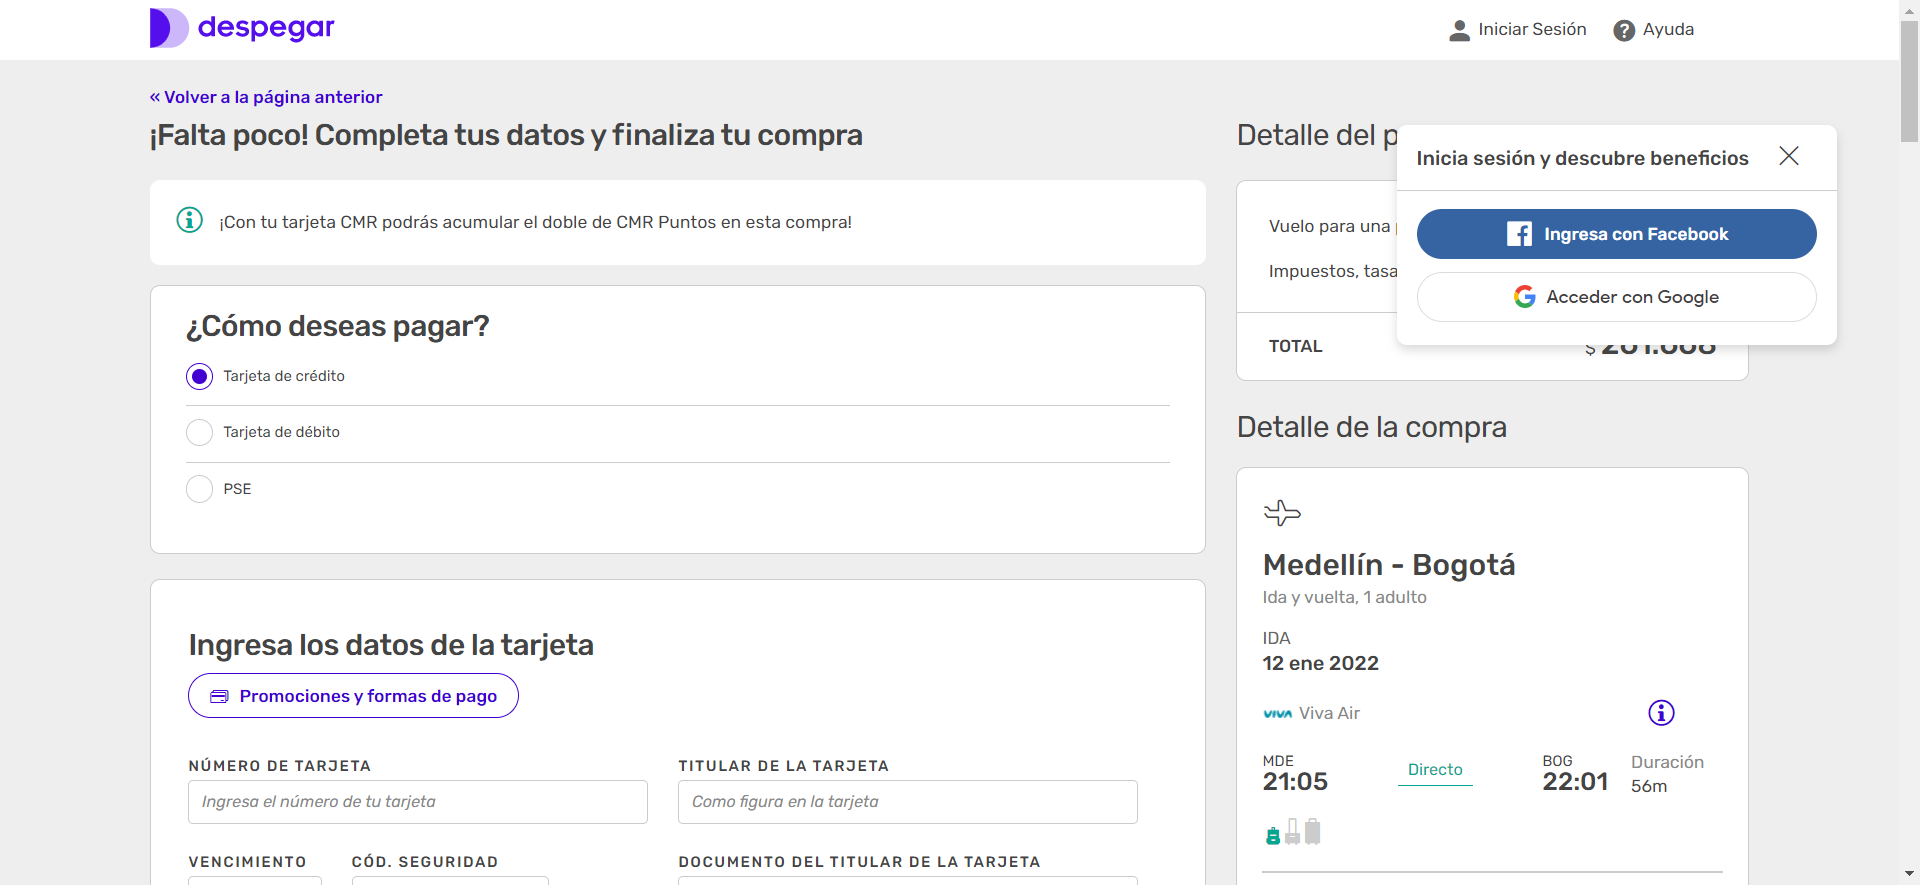 despegar
Iniciar Sesión
Ayuda
« Volver a la página anterior
¡Falta poco! Completa tus datos y finaliza tu compra
¡Con tu tarjeta CMR podrás acumular el doble de CMR Puntos en esta compra!
¿Cómo deseas pagar?
Tarjeta de crédito
Tarjeta de débito
PSE
Ingresa los datos de la tarjeta
Promociones y formas de pago
NÚMERO DE TARJETA
Ingresa el número de tu tarjeta
TITULAR DE LA TARJETA
Como figura en la tarjeta
VENCIMIENTO
CÓD. SEGURIDAD
DOCUMENTO DEL TITULAR DE LA TARJETA
Detalle del
Inicia sesión y descubre beneficios
Ingresa con Facebook
Acceder con Google
Vuelo para una
Impuestos, tasa
TOTAL
$
Detalle de la compra
Medellín - Bogotá
Ida y vuelta, 1 adulto
IDA
12 ene 2022
VIVA Viva Air
MDE
21:05
Directo
BOG
22:01
Duración
56m